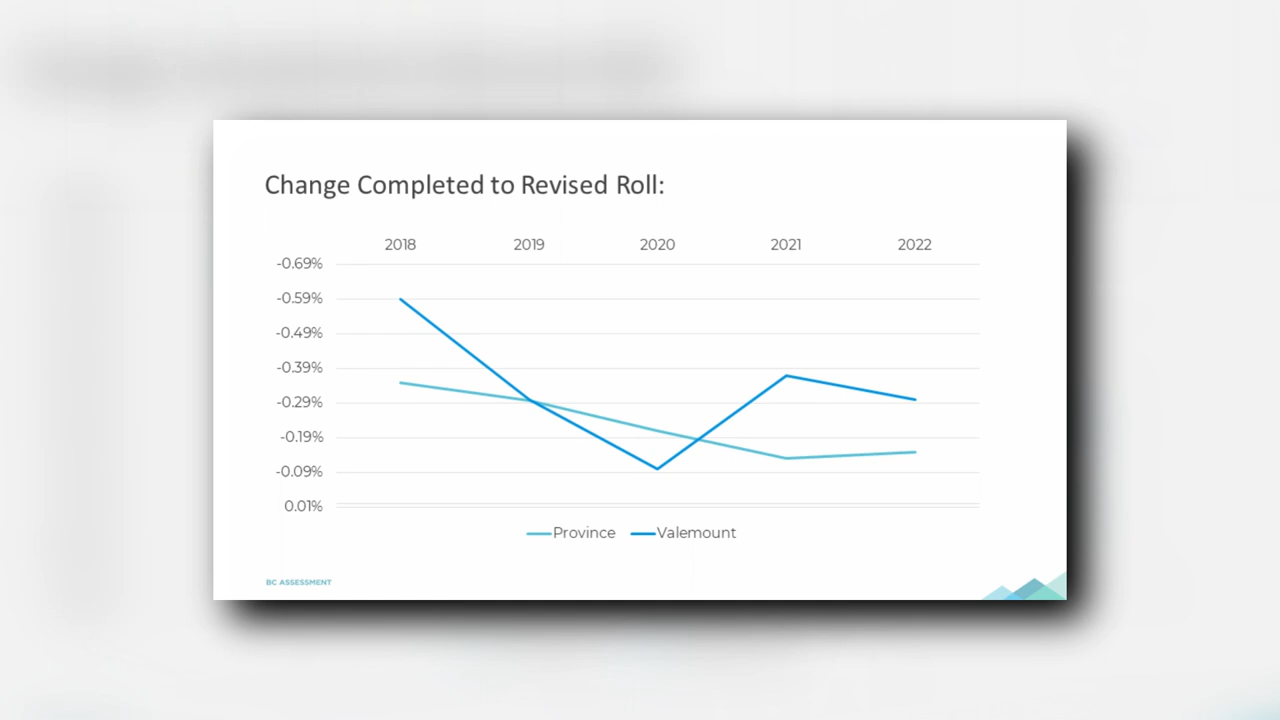 Change Completed to Revised Roll:
2018 2019 2020 2021 2022
-0.69%
-0.59%
-0.49%
-0.39%
-0.29%
-0.19%
-0.09%
0.01%
Province Valemount
BC ASSESSMENT